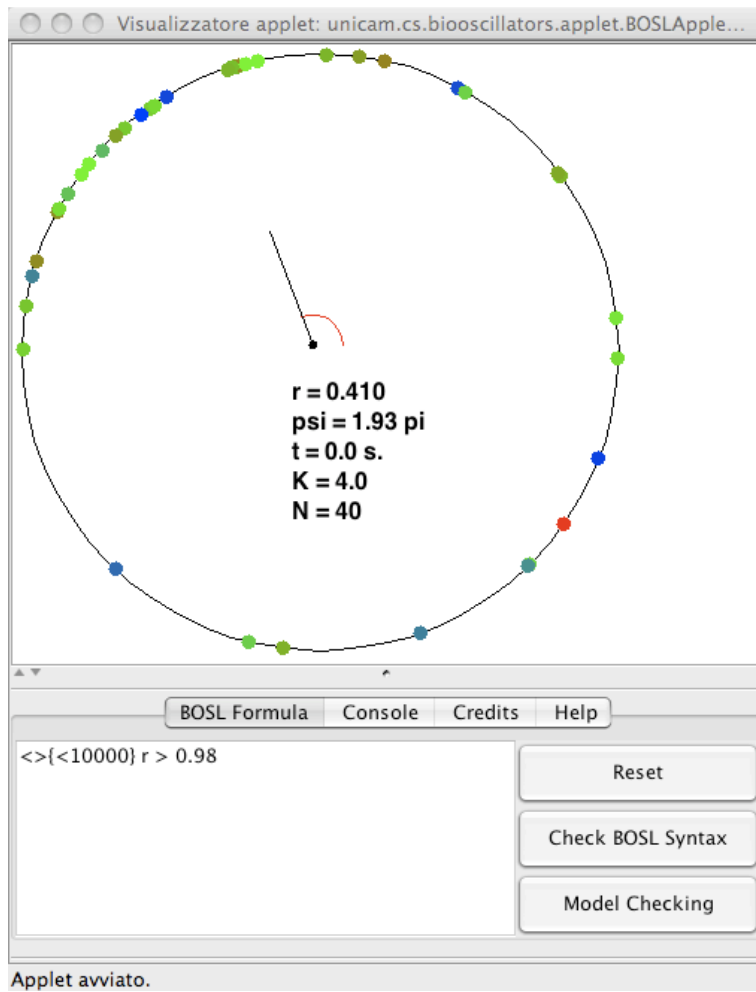 Visualizzatore applet: unicam.cs.biooscillators.applet.BOSLApple...
r = 0.410
psi = 1.93 pi
t = 0.0 s.
K = 4.0
N = 40
BOSL Formula Console Credits Help
<>{<10000} r > 0.98
Reset
Check BOSL Syntax
Model Checking
Applet avviato.